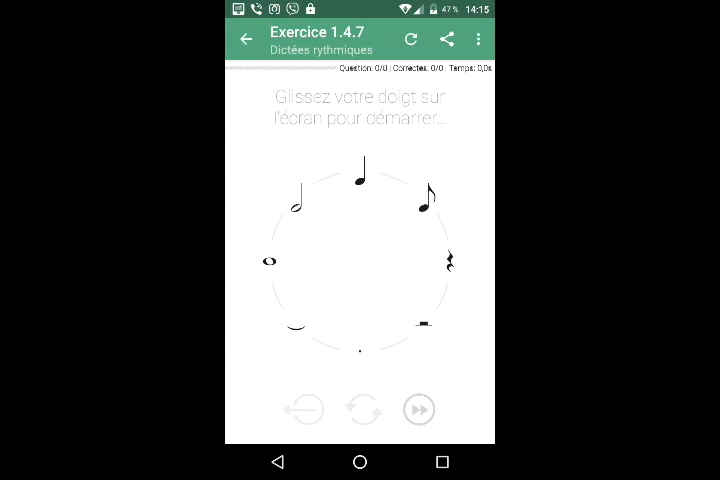 47% 14:15
Exercice 1.4.7
Dictées rythmiques
Question: 0/8 | Correctes: 0/0 | Temps: 0,0s
Glissez votre doigt sur
l'écran pour démarrer...